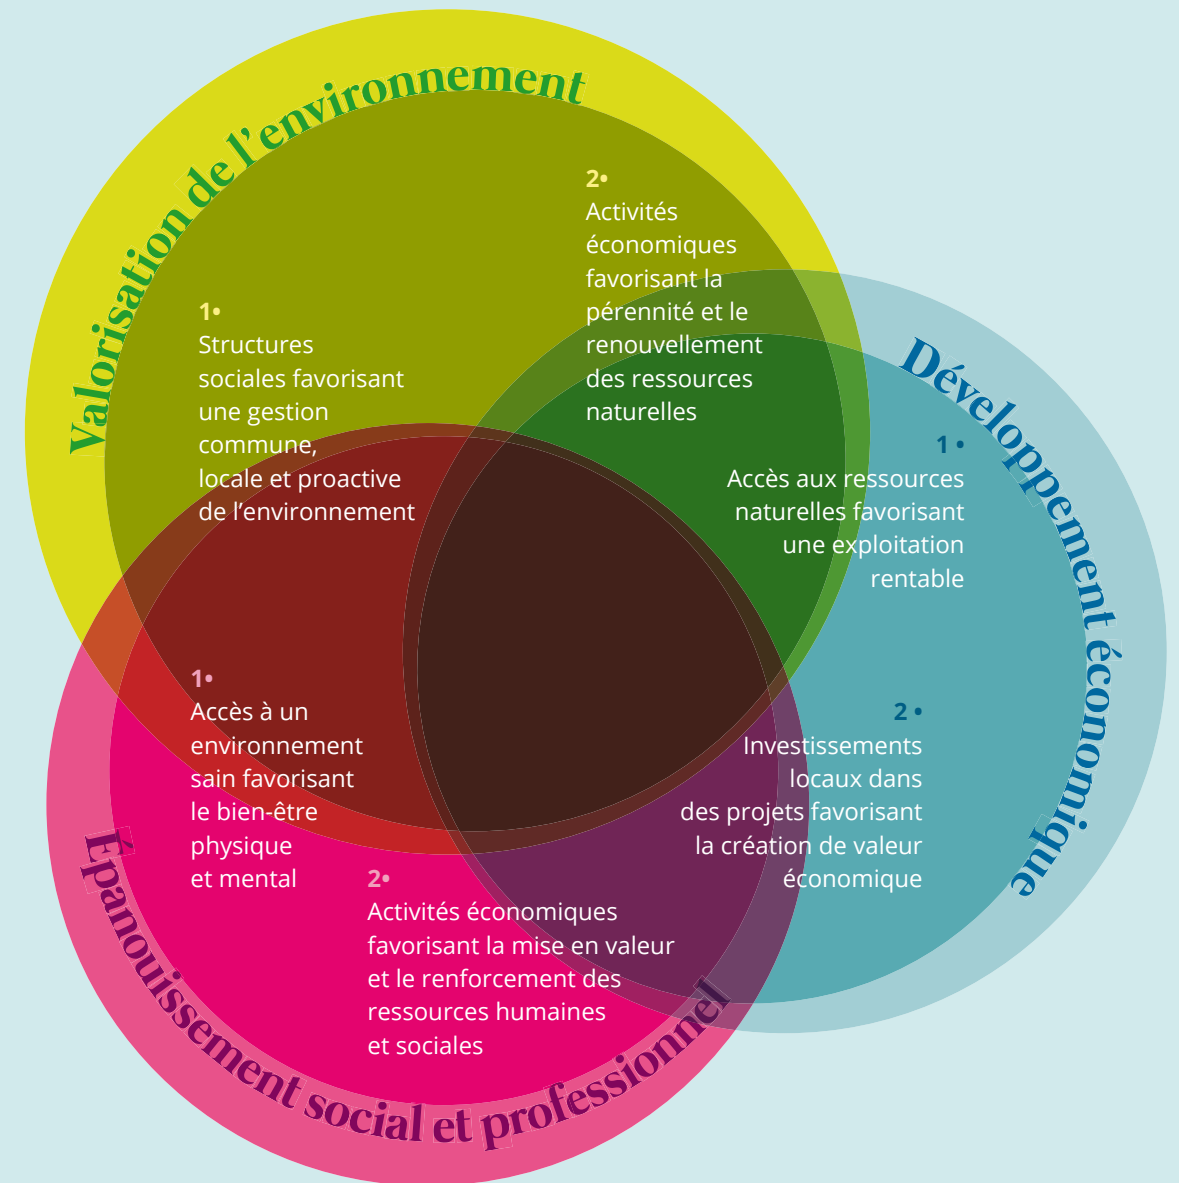 Valorisation de l'environnement
1•
Structures
sociales favorisant
une gestion
commune,
locale et proactive
de l'environnement
2•
Activités
économiques
favorisant la
pérennité et le
renouvellement
des ressources
naturelles
Développement économique
1 •
Accès aux ressources
naturelles favorisant
une exploitation
rentable
2 •
Investissements
locaux dans
des projets favorisant
la création de valeur
économique
Épanouissement social et professionnel
1•
Accès à un
environnement
sain favorisant
le bien-être
physique
et mental
2•
Activités économiques
favorisant la mise en valeur
et le renforcement des
ressources humaines
et sociales